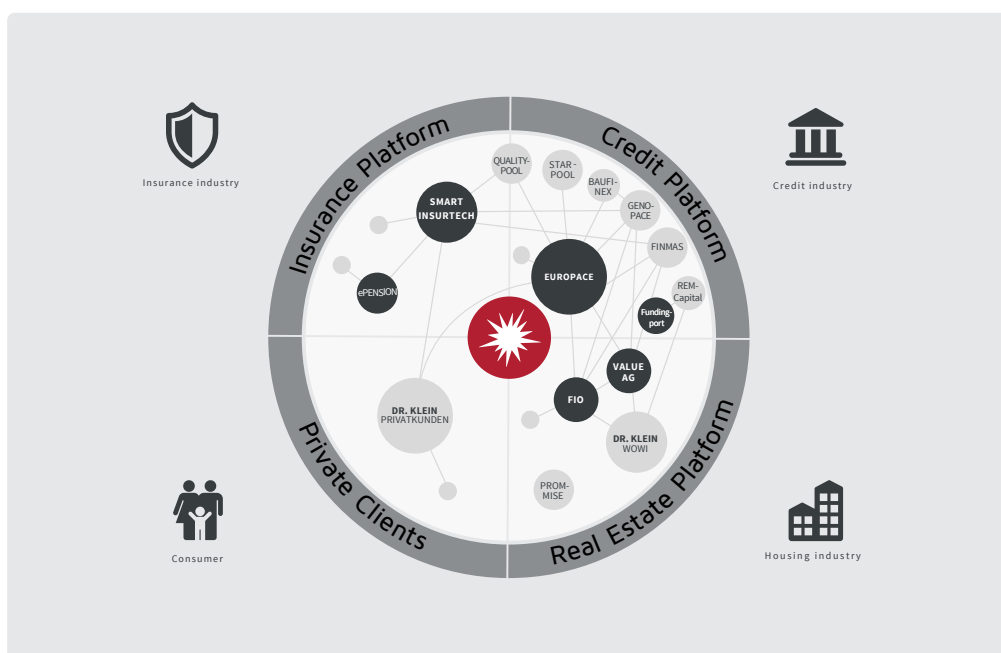 Insurance Platform
Credit Platform
Insurance industry
Credit industry
QUALITY-
POOL
STAR -
POOL
BAUFI-
NEX
GENO-
PACE
SMART
INSURTECH
FINMAS
EUROPACE
ePENSION
REM-
Capital
Funding-
port
VALUE
AG
FIO
DR. KLEIN
PRIVATKUNDEN
DR. KLEIN
WOWI
PROM-
MISE
Private Clients
Real Estate Platform
Consumer
Housing industry